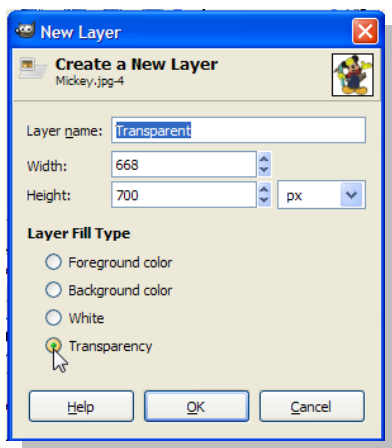 New Layer
Create a New Layer
Mickey.jpg-4
Layer name: Transparent
Width: 668
Height: 700 px
Layer Fill Type
Foreground color
Background color
White
Transparency
Help OK Cancel